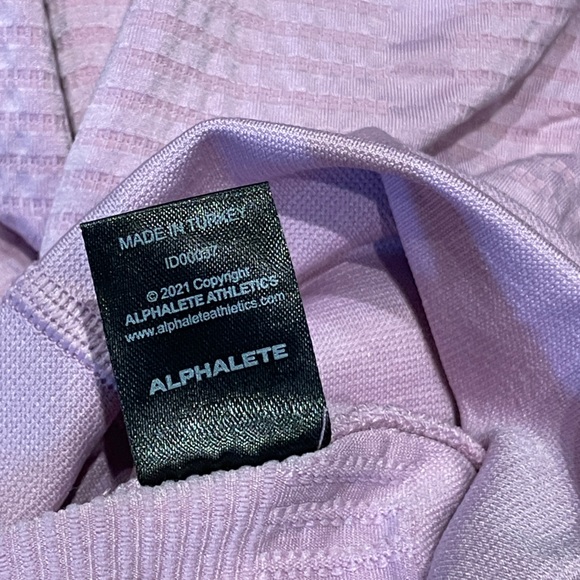 MADE IN TURKEY
ID00037
© 2021 Copyright
ALPHALETE ATHLETICS
www.alphaleteathletics.com
ALPHALETE